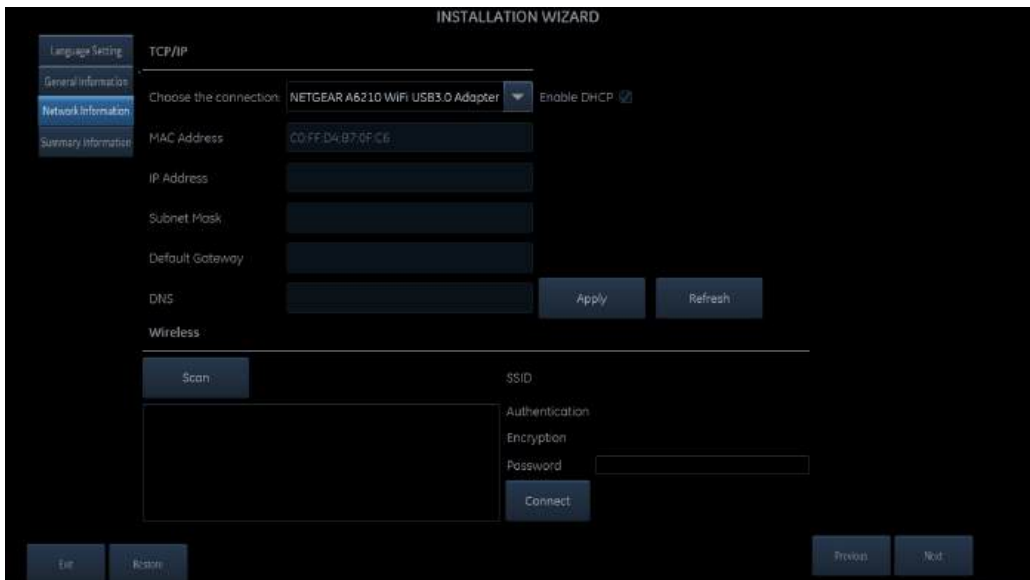 INSTALLATION WIZARD
Language Setting
General Information
Network Information
Summary Information
TCP/IP
Choose the connection: NETGEAR A6210 WiFi USB3.0 Adapter Enable DHCP
MAC Address C0:FF:D4:B7:0F:C6
IP Address
Subnet Mask
Default Gateway
DNS Apply Refresh
Wireless
Scan SSID
Authentication
Encryption
Password
Connect
Exit Restore Previous Next